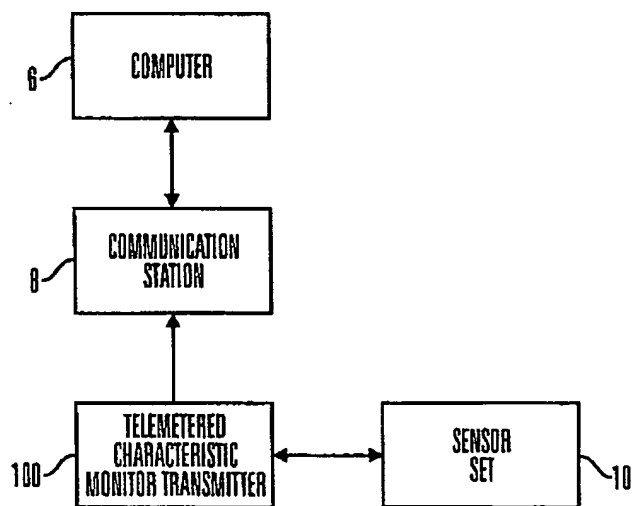 6
COMPUTER
8
COMMUNICATION
STATION
100
TELEMETERED
CHARACTERISTIC
MONITOR TRANSMITTER
SENSOR
SET
10